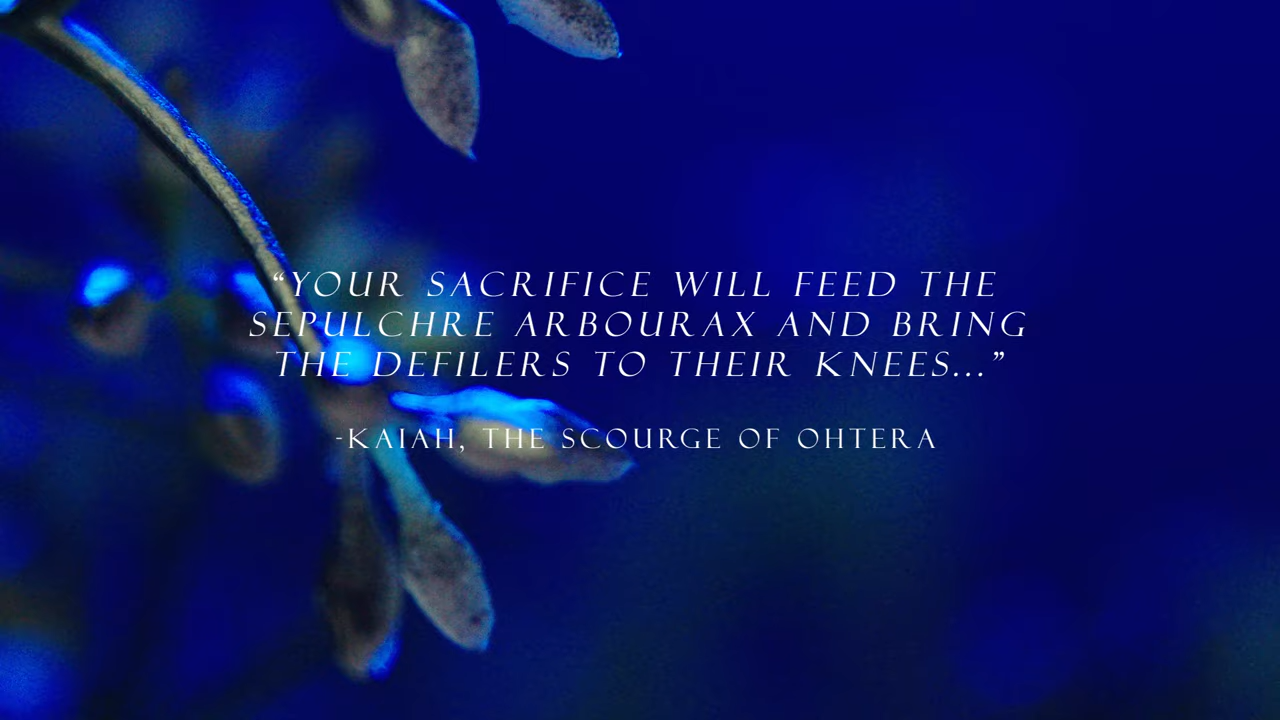 “YOUR SACRIFICE WILL FEED THE
SEPULCHRE ARBOURAX AND BRING
THE DEFILERS TO THEIR KNEES...”
-KAIAH, THE SCOURGE OF OHTERA